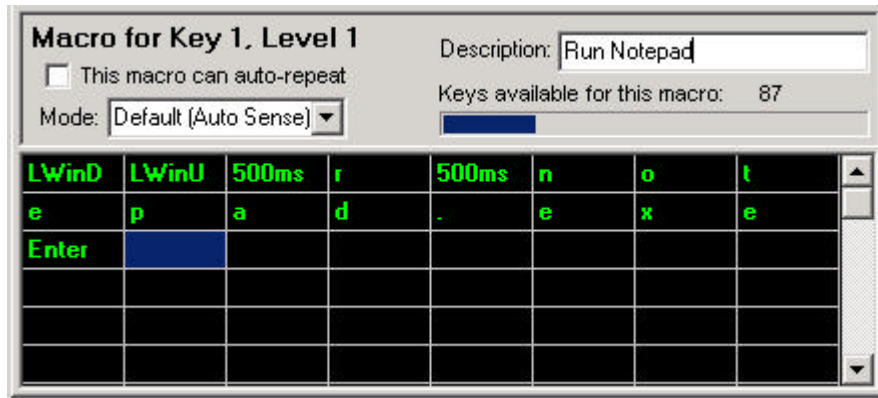 Macro for Key 1, Level 1
Description: Run Notepad
This macro can auto-repeat
Keys available for this macro: 87
Mode: Default (Auto Sense)
LWinD LWinU 500ms r 500ms n o t
e p a d . e x e
Enter